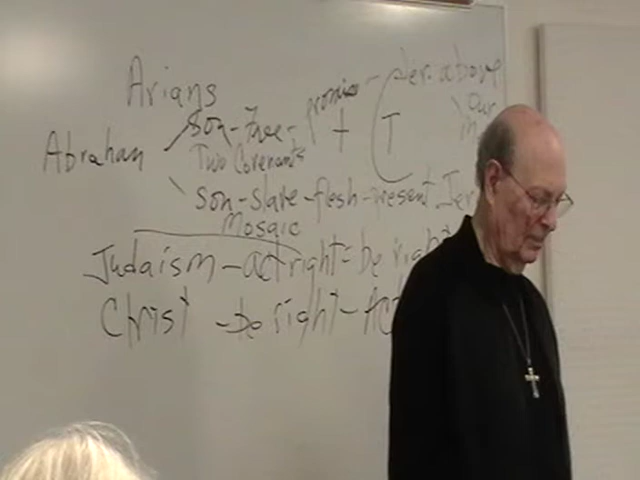 Arians
promise - Jer. above
Our
Son - free -
Abraham
Two Covenants
son - slave - flesh - present Jer
Mosaic
Judaism - act right = be right
Christ - be right - Act